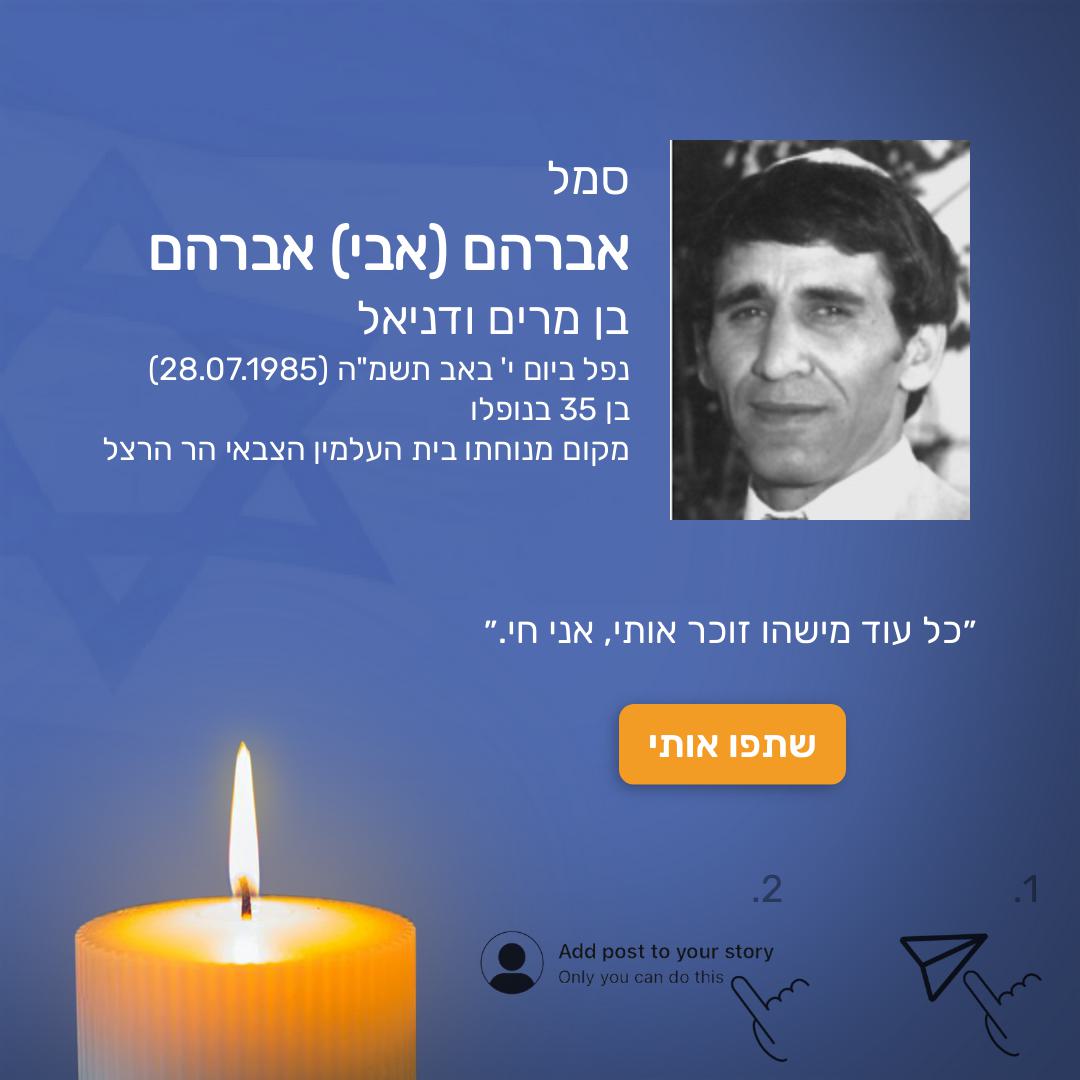 סמל
אברהם (אבי) אברהם
בן מרים ודניאל
נפל ביום י' באב תשמ"ה (28.07.1985)
בן 35 בנופלו
מקום מנוחתו בית העלמין הצבאי הר הרצל
״כל עוד מישהו זוכר אותי, אני חי.״
שתפו אותי
.1
.2
Add post to your story
Only you can do this